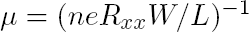 μ = (neR_{xx}W/L)^{-1}